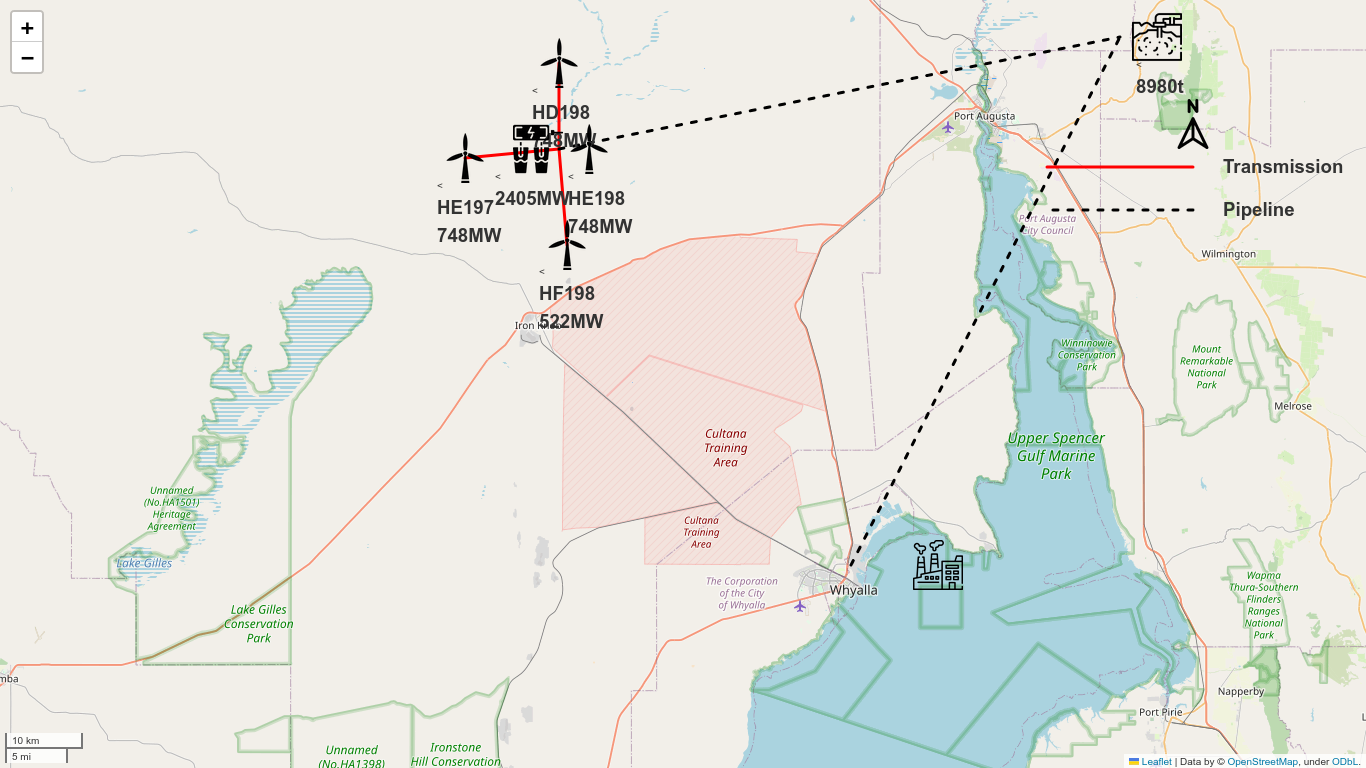 +
−
HD198
748MW
HE197
748MW
2405MW
HE198
748MW
HF198
522MW
8980t
N
Transmission
Pipeline
Port Augusta
Port Augusta
City Council
Wilmington
Iron Knob
Winninowie
Conservation
Park
Mount
Remarkable
National
Park
Melrose
Cultana
Training
Area
Upper Spencer
Gulf Marine
Park
Unnamed
(No.HA1501)
Heritage
Agreement
Cultana
Training
Area
Lake Gilles
The Corporation
of the City
of Whyalla
Whyalla
Wapma
Thura-Southern
Flinders
Ranges
National
Park
Lake Gilles
Conservation
Park
mba
Napperby
Port Pirie
Unnamed
(No.HA1398)
Ironstone
Hill Conservation
10 km
5 mi
Leaflet | Data by © OpenStreetMap, under ODbL.